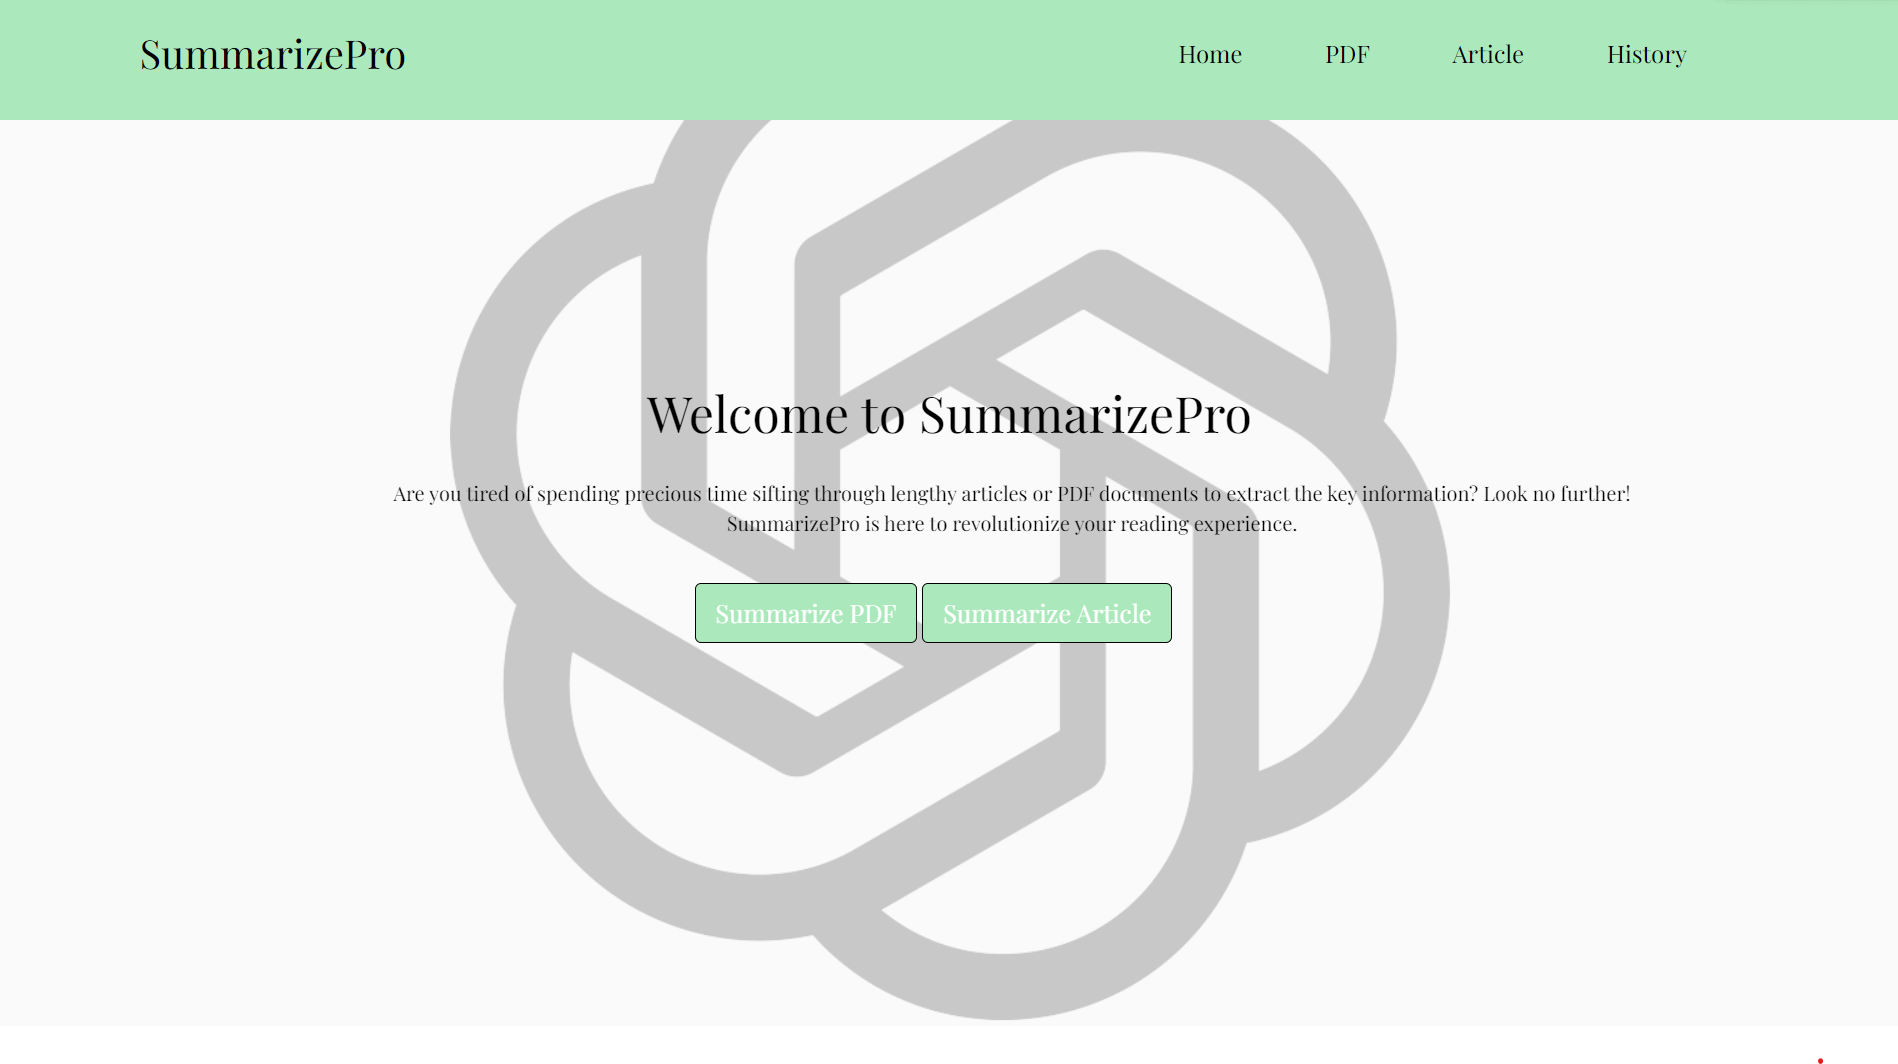 SummarizePro
Home
PDF
Article
History
Welcome to SummarizePro
Are you tired of spending precious time sifting through lengthy articles or PDF documents to extract the key information? Look no further!
SummarizePro is here to revolutionize your reading experience.
Summarize PDF
Summarize Article